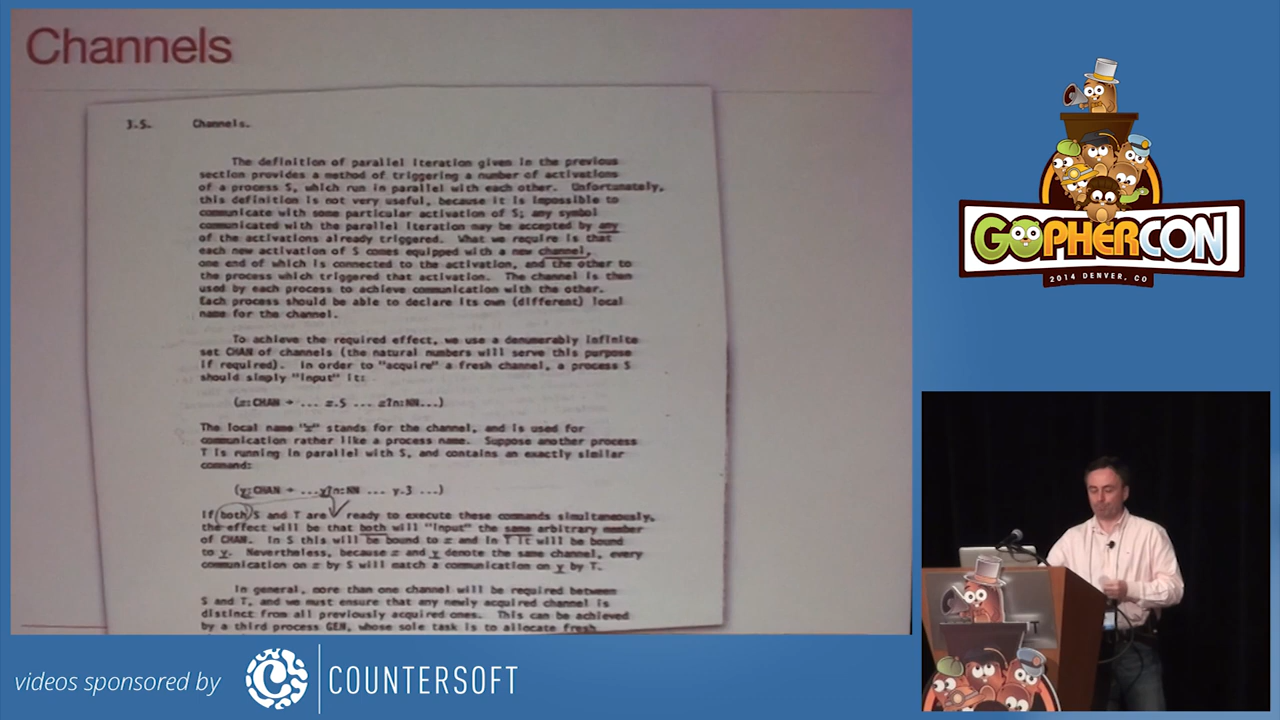 Channels
3.5. Channels.
The definition of parallel iteration given in the previous
section provides a method of triggering a number of activations
of a process S, which run in parallel with each other. Unfortunately,
this definition is not very useful, because it is impossible to
communicate with some particular activation of S; any symbol
communicated with the parallel iteration may be accepted by any
of the activations already triggered. What we require is that
each new activation of S comes equipped with a new channel,
one end of which is connected to the activation, and the other to
the process which triggered that activation. The channel is then
used by each process to achieve communication with the other.
Each process should be able to declare its own (different) local
name for the channel.
To achieve the required effect, we use a denumerably infinite
set CHAN of channels (the natural numbers will serve this purpose
if required). In order to "acquire" a fresh channel, a process S
should simply "input" it:
(x:CHAN → ... x.5 ... x?n:NN...)
The local name "x" stands for the channel, and is used for
communication rather like a process name. Suppose another process
T is running in parallel with S, and contains an exactly similar
command:
(y:CHAN → ...y?n:NN ... y.3 ...)
If both S and T are ready to execute these commands simultaneously,
the effect will be that both will "input" the same arbitrary member
of CHAN. In S this will be bound to x and in T it will be bound
to y. Nevertheless, because x and y denote the same channel, every
communication on x by S will match a communication on y by T.
In general, more than one channel will be required between
S and T, and we must ensure that any newly acquired channel is
distinct from all previously acquired ones. This can be achieved
by a third process GEN, whose sole task is to allocate fresh
GOPHERCON
2014 DENVER, CO
videos sponsored by
COUNTERSOFT